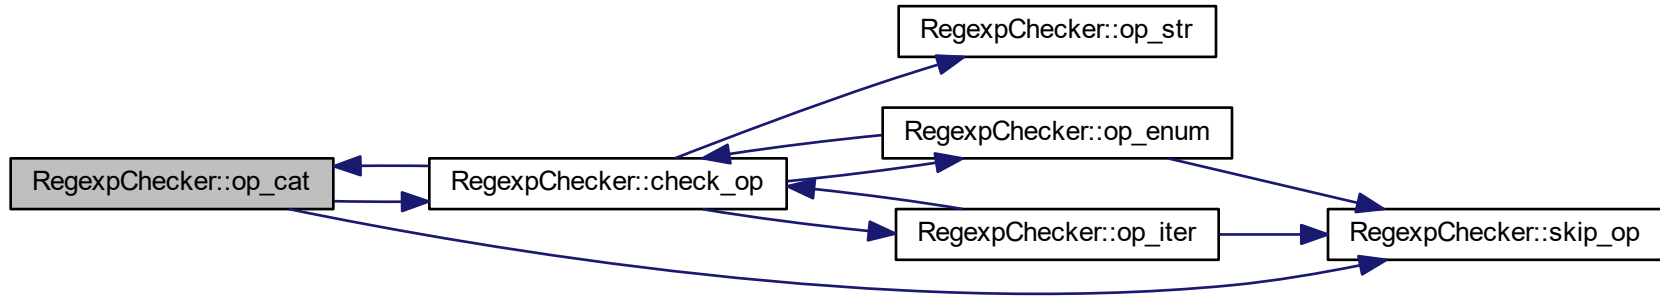 RegexpChecker::op_str
RegexpChecker::op_enum
RegexpChecker::op_cat
RegexpChecker::check_op
RegexpChecker::op_iter
RegexpChecker::skip_op